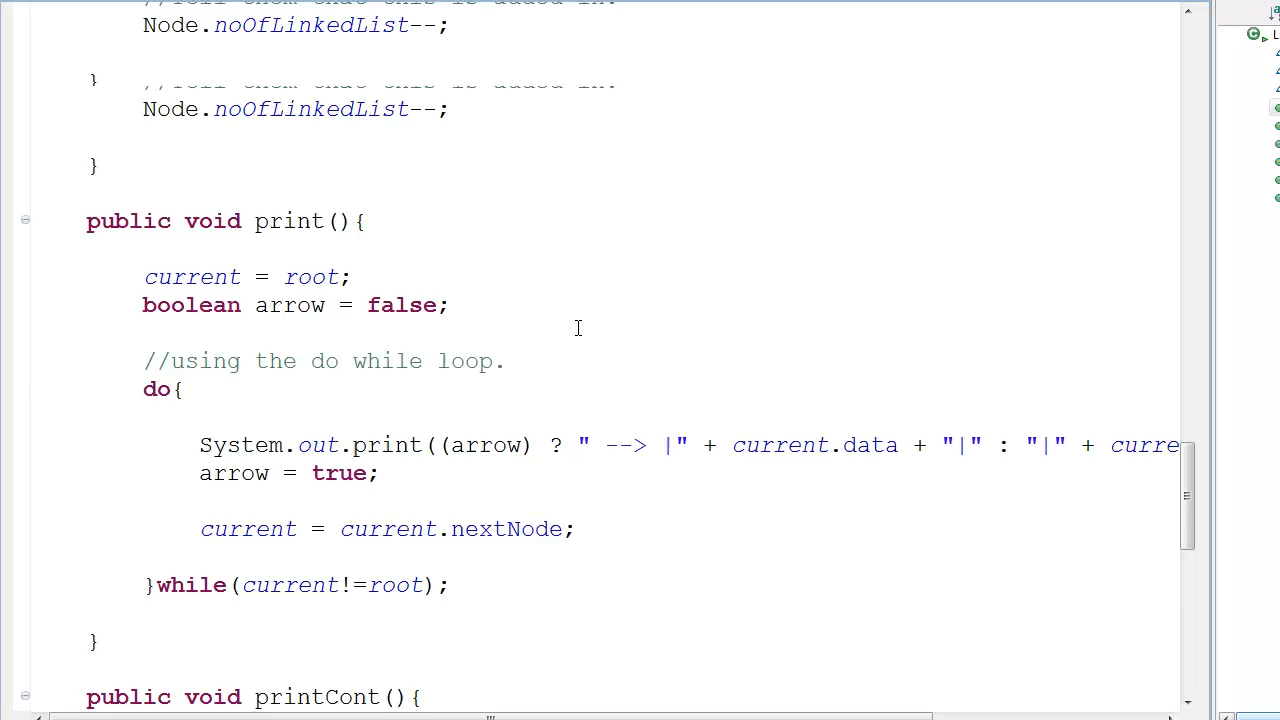 Node.noOfLinkedList--;
}
Node.noOfLinkedList--;
}
public void print(){
current = root;
boolean arrow = false;
//using the do while loop.
do{
System.out.print((arrow) ? " --> |" + current.data + "|" : "|" + curre
arrow = true;
current = current.nextNode;
}while(current!=root);
}
public void printCont(){